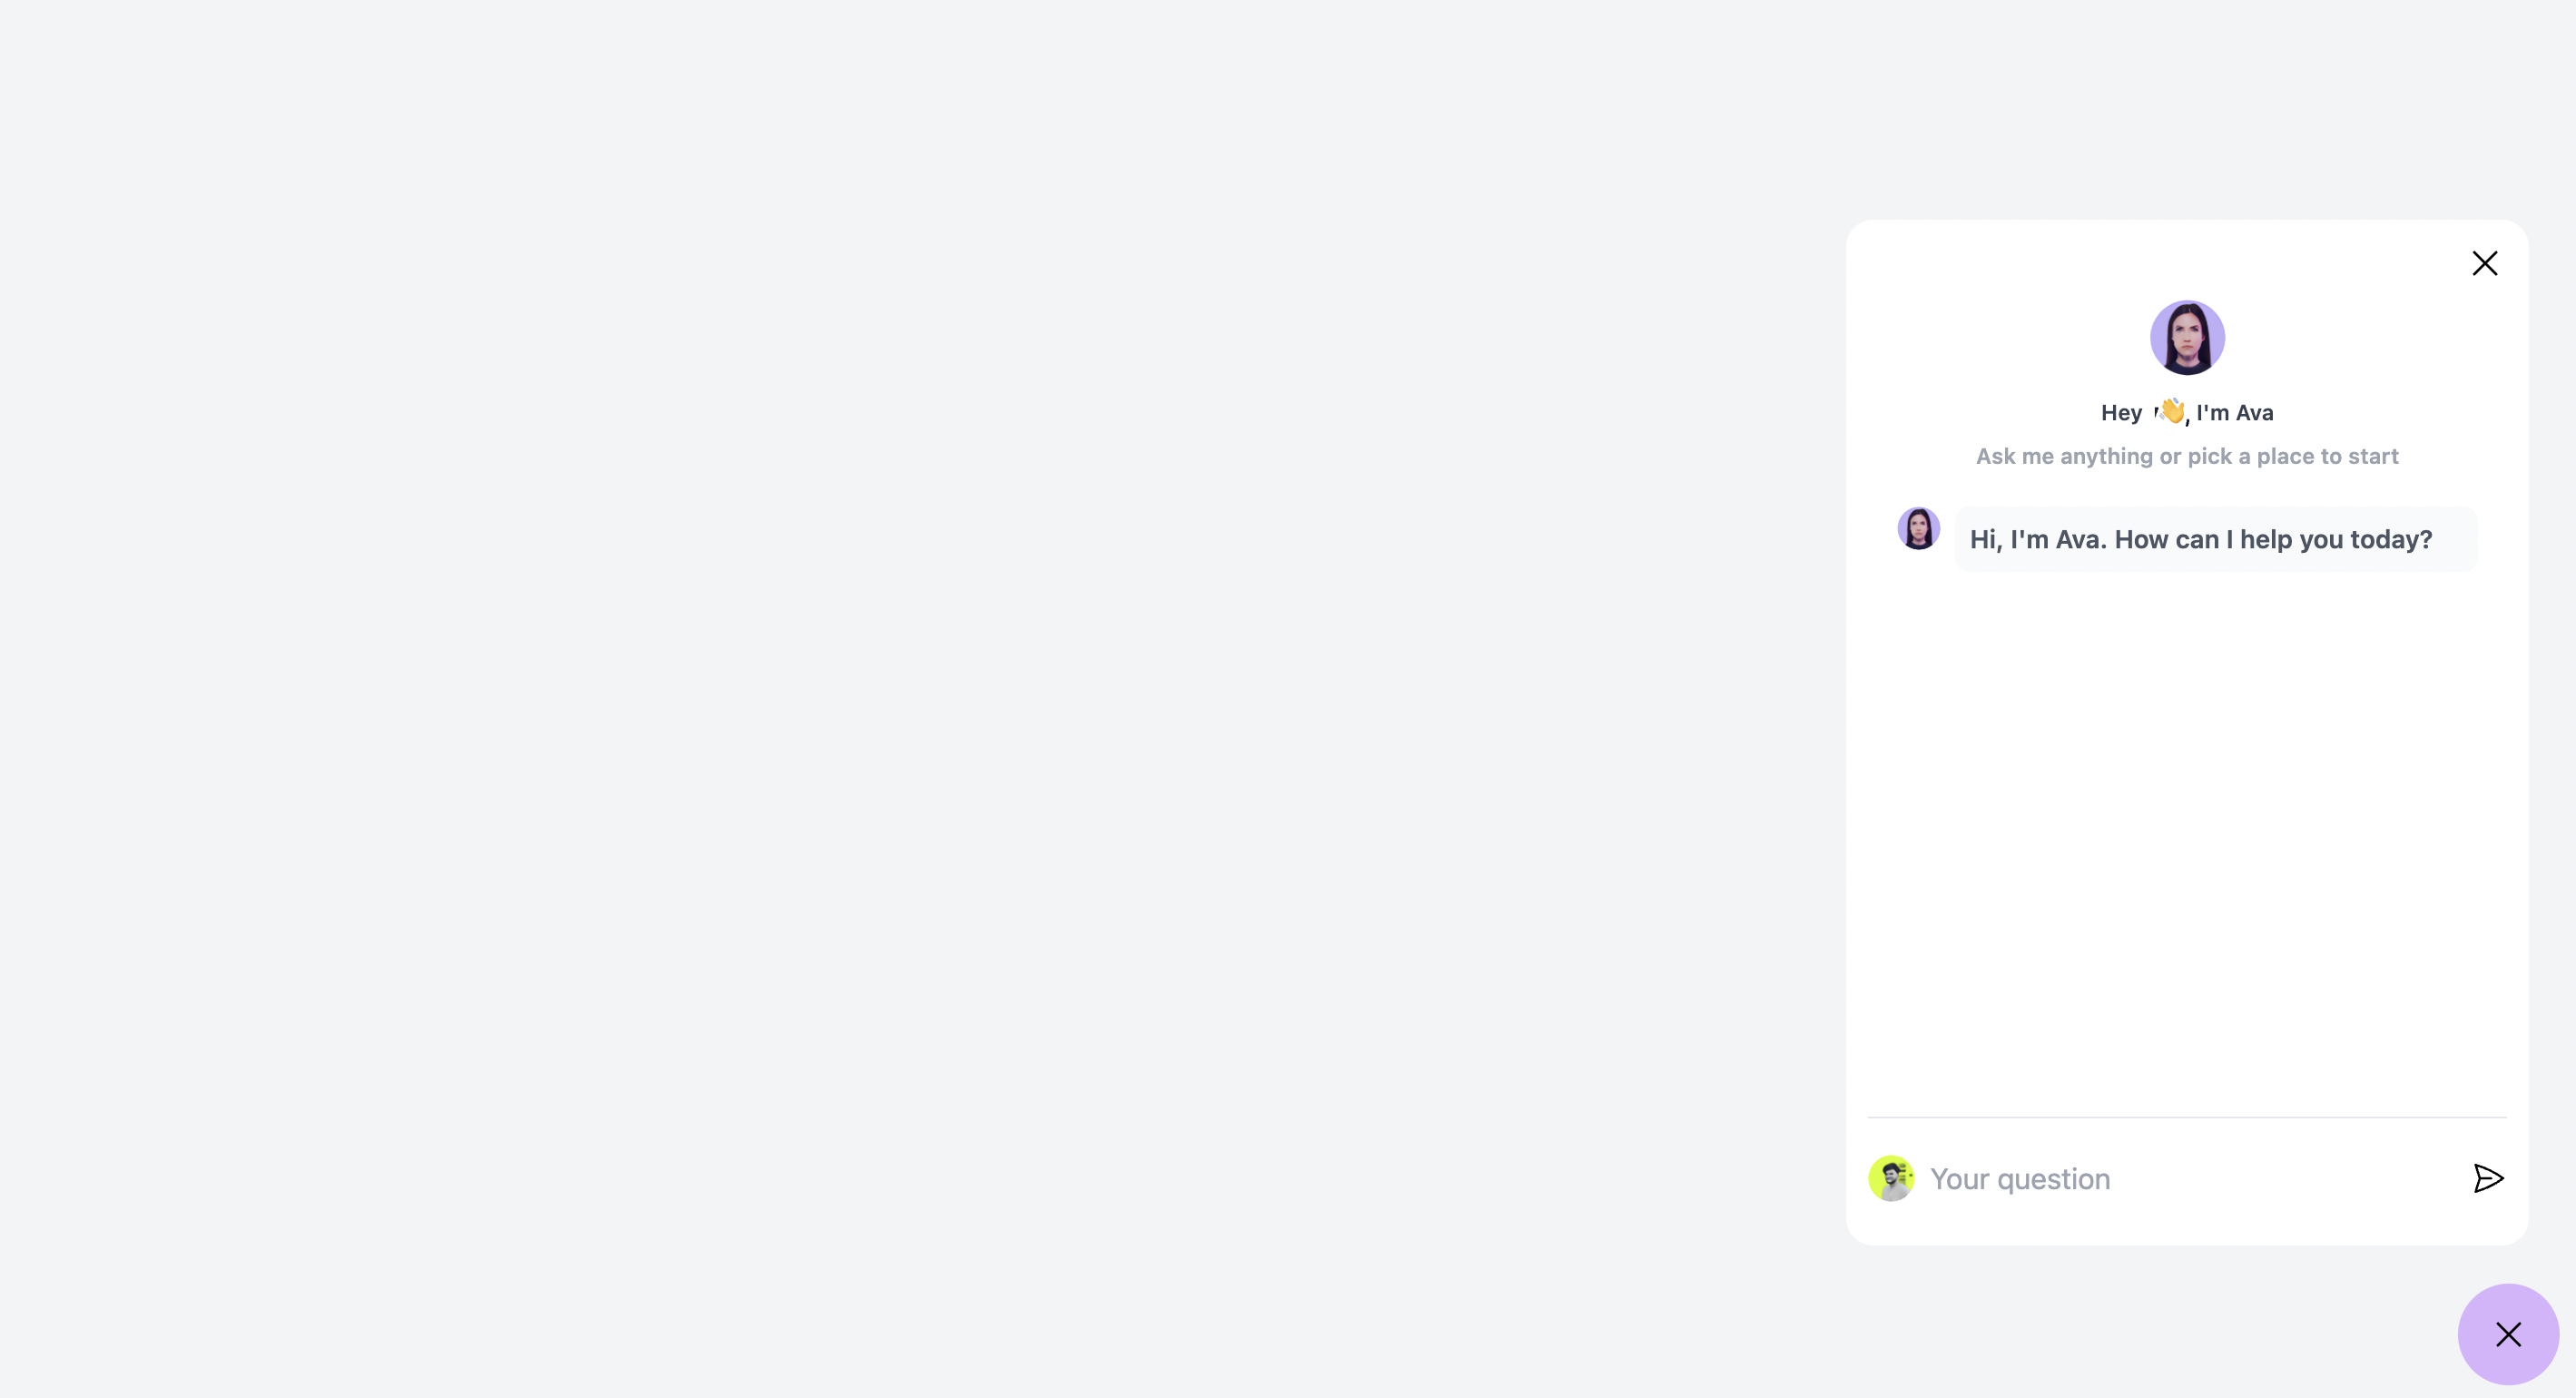 Hey 👋, I'm Ava
Ask me anything or pick a place to start
Hi, I'm Ava. How can I help you today?
Your question